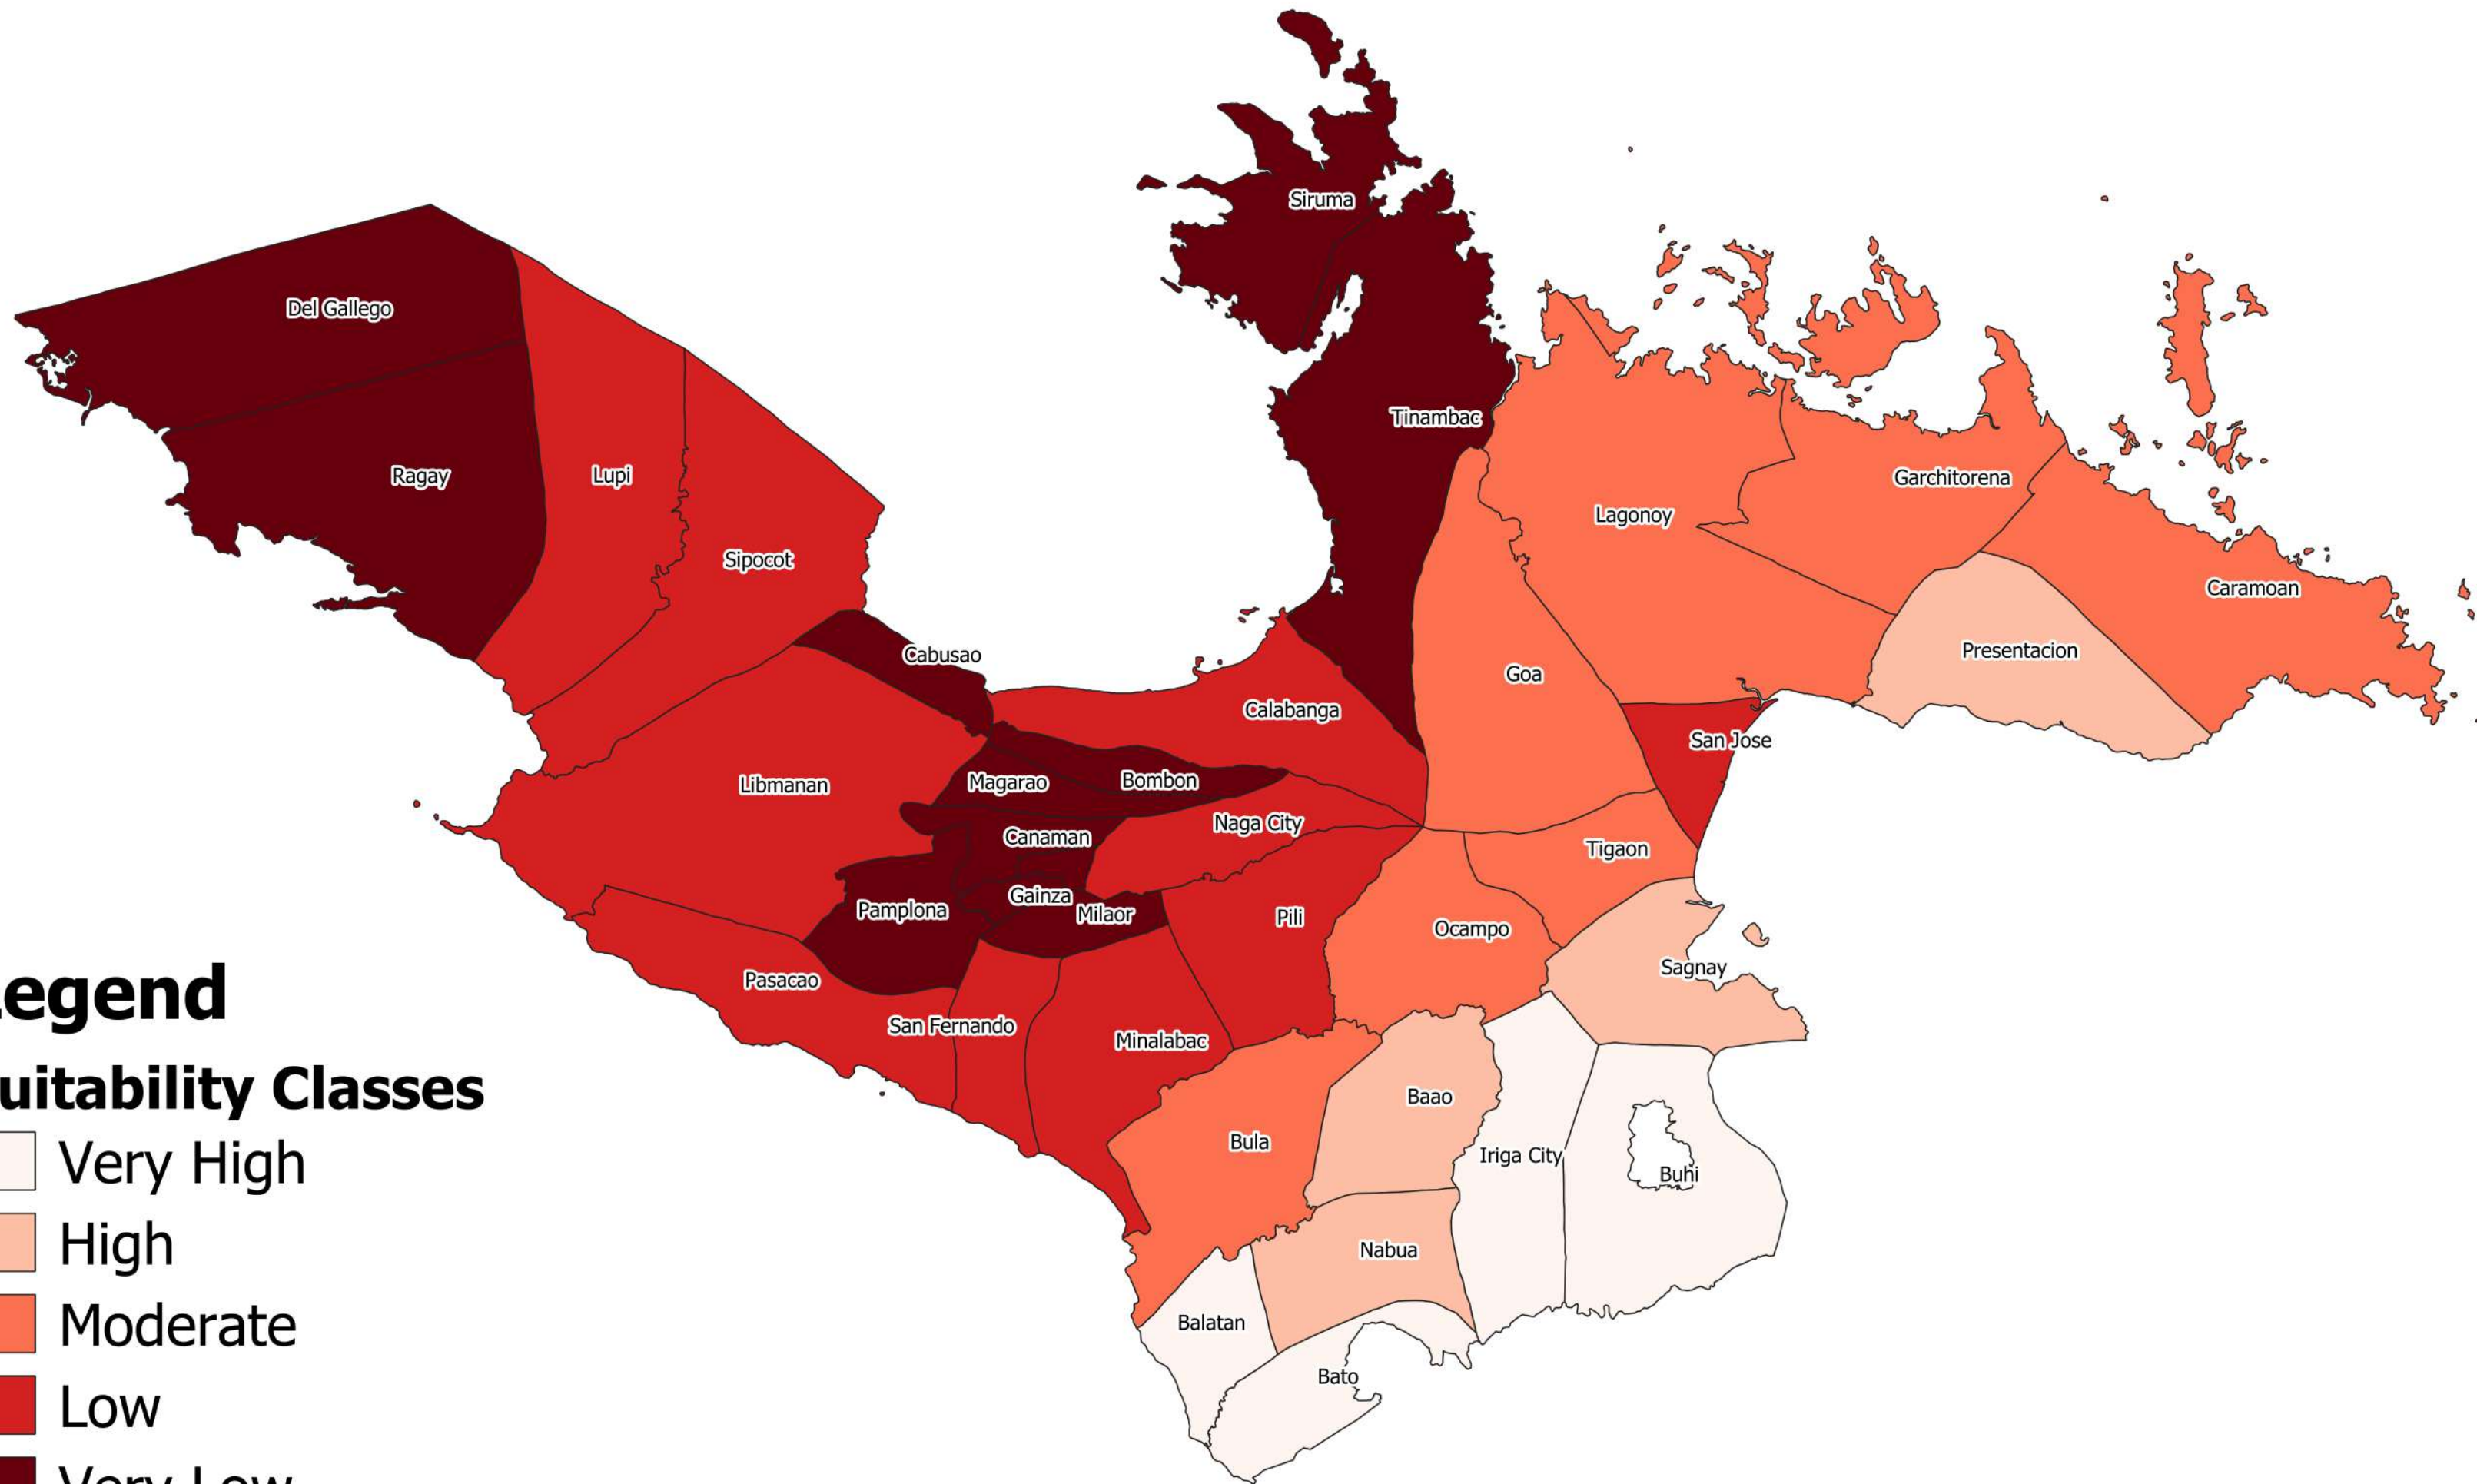 Siruma
Del Gallego
Tinambac
Ragay
Lupi
Garchitorena
Lagonoy
Sipocot
Caramoan
Cabusao
Presentacion
Goa
Calabanga
San Jose
Libmanan
Magarao
Bombon
Naga City
Canaman
Tigaon
Gainza
Pamplona
Milaor
Pili
Ocampo
Sagnay
Pasacao
San Fernando
Minalabac
Baao
Bula
Iriga City
Buhi
Nabua
Balatan
Bato
egend
uitability Classes
Very High
High
Moderate
Low
Very Low